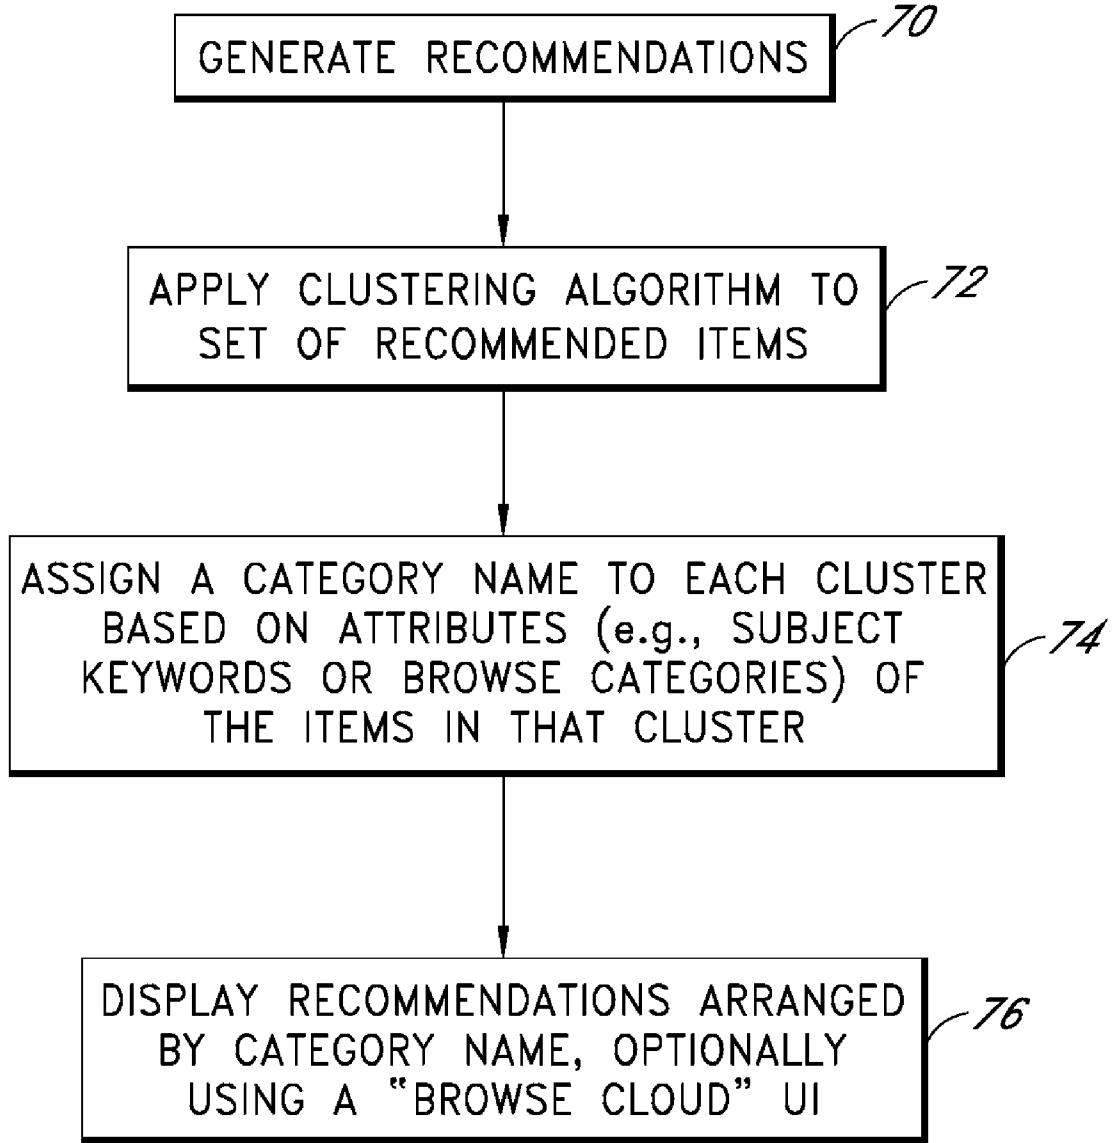 70
GENERATE RECOMMENDATIONS
72
APPLY CLUSTERING ALGORITHM TO
SET OF RECOMMENDED ITEMS
ASSIGN A CATEGORY NAME TO EACH CLUSTER
BASED ON ATTRIBUTES (e.g., SUBJECT
KEYWORDS OR BROWSE CATEGORIES) OF
THE ITEMS IN THAT CLUSTER
74
DISPLAY RECOMMENDATIONS ARRANGED
BY CATEGORY NAME, OPTIONALLY
USING A "BROWSE CLOUD" UI
76